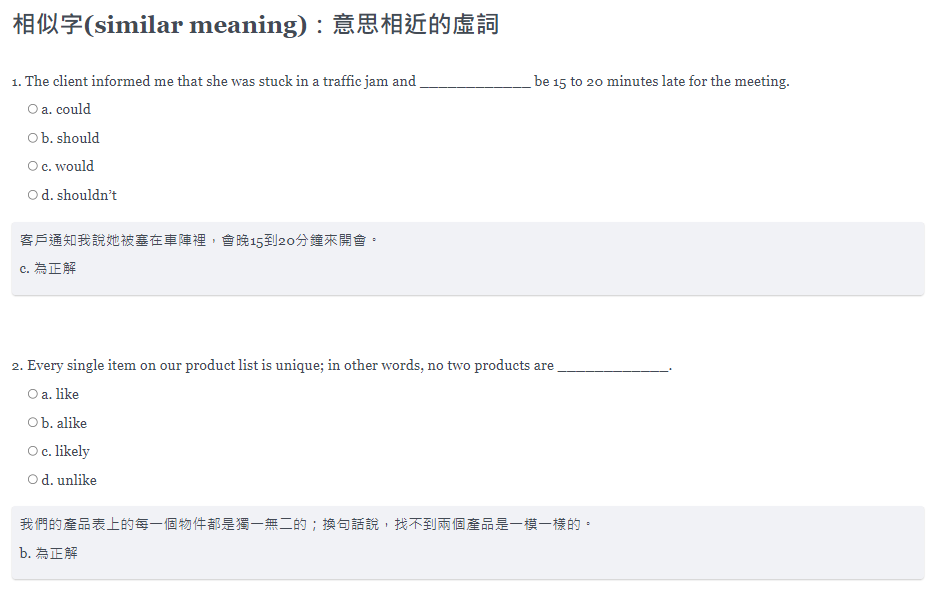 相似字(similar meaning)：意思相近的虛詞
1. The client informed me that she was stuck in a traffic jam and ____________ be 15 to 20 minutes late for the meeting.
a. could
b. should
c. would
d. shouldn’t
客戶通知我說她被塞在車陣裡，會晚15到20分鐘來開會。
c. 為正解
2. Every single item on our product list is unique; in other words, no two products are ____________.
a. like
b. alike
c. likely
d. unlike
我們的產品表上的每一個物件都是獨一無二的；換句話說，找不到兩個產品是一模一樣的。
b. 為正解